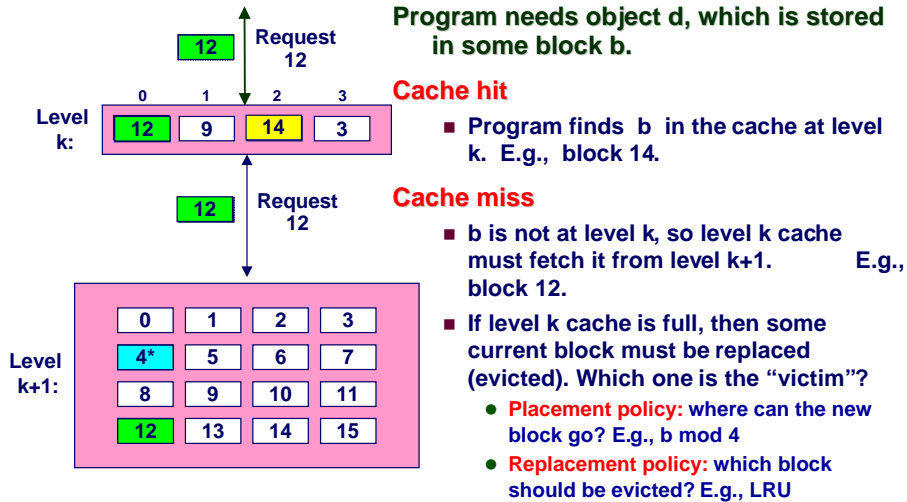 12
Request
12
0 1 2 3
Level
k:
12 9 14 3
12
Request
12
Level
k+1:
0 1 2 3
4* 5 6 7
8 9 10 11
12 13 14 15
Program needs object d, which is stored
in some block b.
Cache hit
■ Program finds b in the cache at level
k. E.g., block 14.
Cache miss
■ b is not at level k, so level k cache
must fetch it from level k+1. E.g.,
block 12.
■ If level k cache is full, then some
current block must be replaced
(evicted). Which one is the “victim”?
● Placement policy: where can the new
block go? E.g., b mod 4
● Replacement policy: which block
should be evicted? E.g., LRU